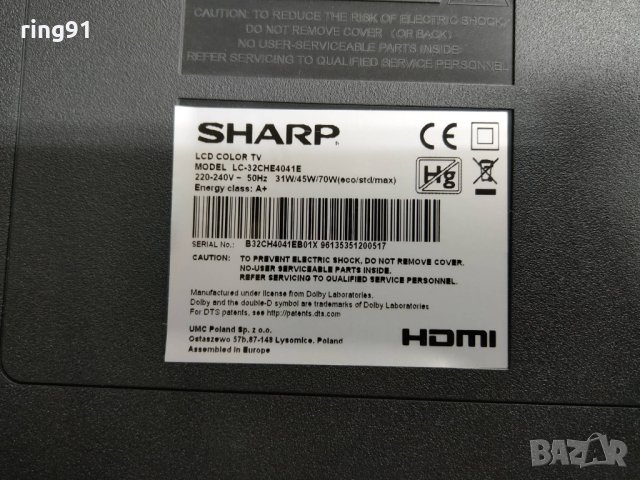 ring91
CAUTION: TO REDUCE THE RISK OF ELECTRIC SHOCK,
DO NOT REMOVE COVER (OR BACK)
NO USER-SERVICEABLE PARTS INSIDE
REFER SERVICING TO QUALIFIED SERVICE PERSONNEL.
SHARP
LCD COLOR TV
MODEL LC-32CHE4041E
220-240V ~ 50Hz 31W/45W/70W(eco/std/max)
Energy class: A+
CE
Hg
SERIAL No.: B32CH4041EB01X 96135351200517
CAUTION: TO PREVENT ELECTRIC SHOCK, DO NOT REMOVE COVER.
NO-USER SERVICEABLE PARTS INSIDE.
REFER SERVICING TO QUALIFIED SERVICE PERSONNEL.
Manufactured under license from Dolby Laboratories.
Dolby and the double-D symbol are trademarks of Dolby Laboratories
For DTS patents, see http://patents.dts.com
UMC Poland Sp. z o.o.
Ostaszewo 57b,87-148 Lysomice, Poland
Assembled in Europe
HDMI
BAZAR